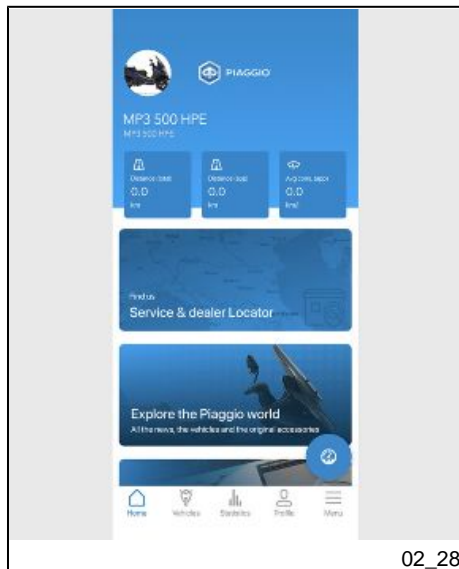 PIAGGIO
MP3 500 HPE
MP3 500 HPE
Distance (total)
0.0
km
0.0
km
0.0
Find us
Service & dealer Locator
Explore the Piaggio world
All the news, the vehicles and the original accessories
Home
Vehicles
Statistics
Profile
Menu
02_28